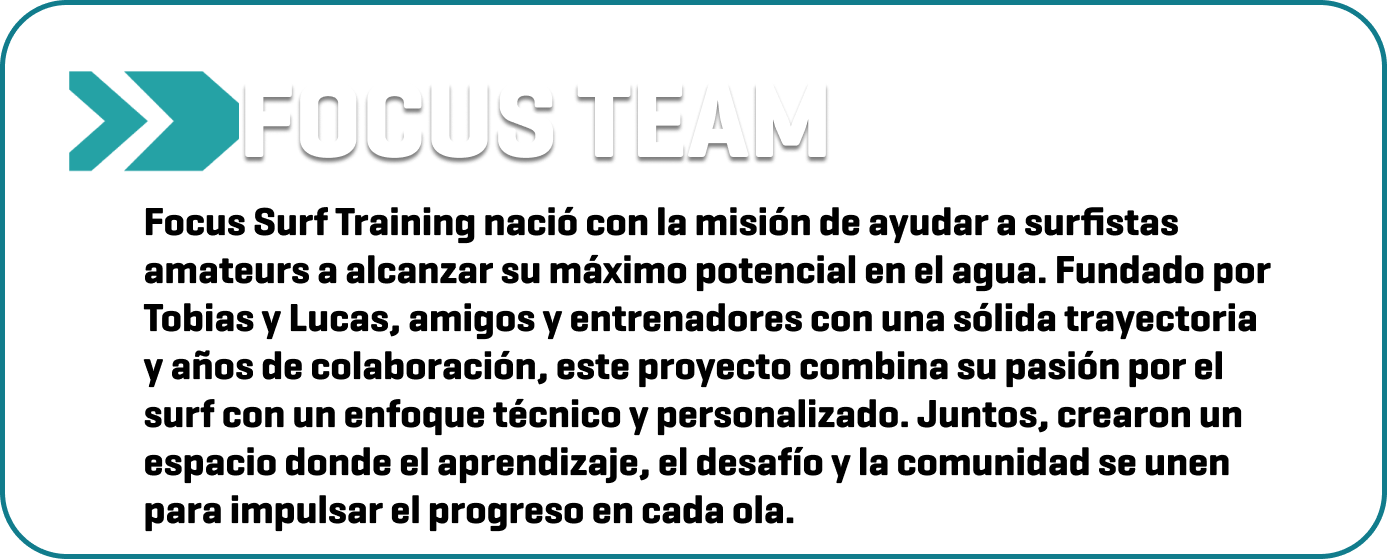 FOCUS TEAM
Focus Surf Training nació con la misión de ayudar a surfistas
amateurs a alcanzar su máximo potencial en el agua. Fundado por
Tobias y Lucas, amigos y entrenadores con una sólida trayectoria
y años de colaboración, este proyecto combina su pasión por el
surf con un enfoque técnico y personalizado. Juntos, crearon un
espacio donde el aprendizaje, el desafío y la comunidad se unen
para impulsar el progreso en cada ola.